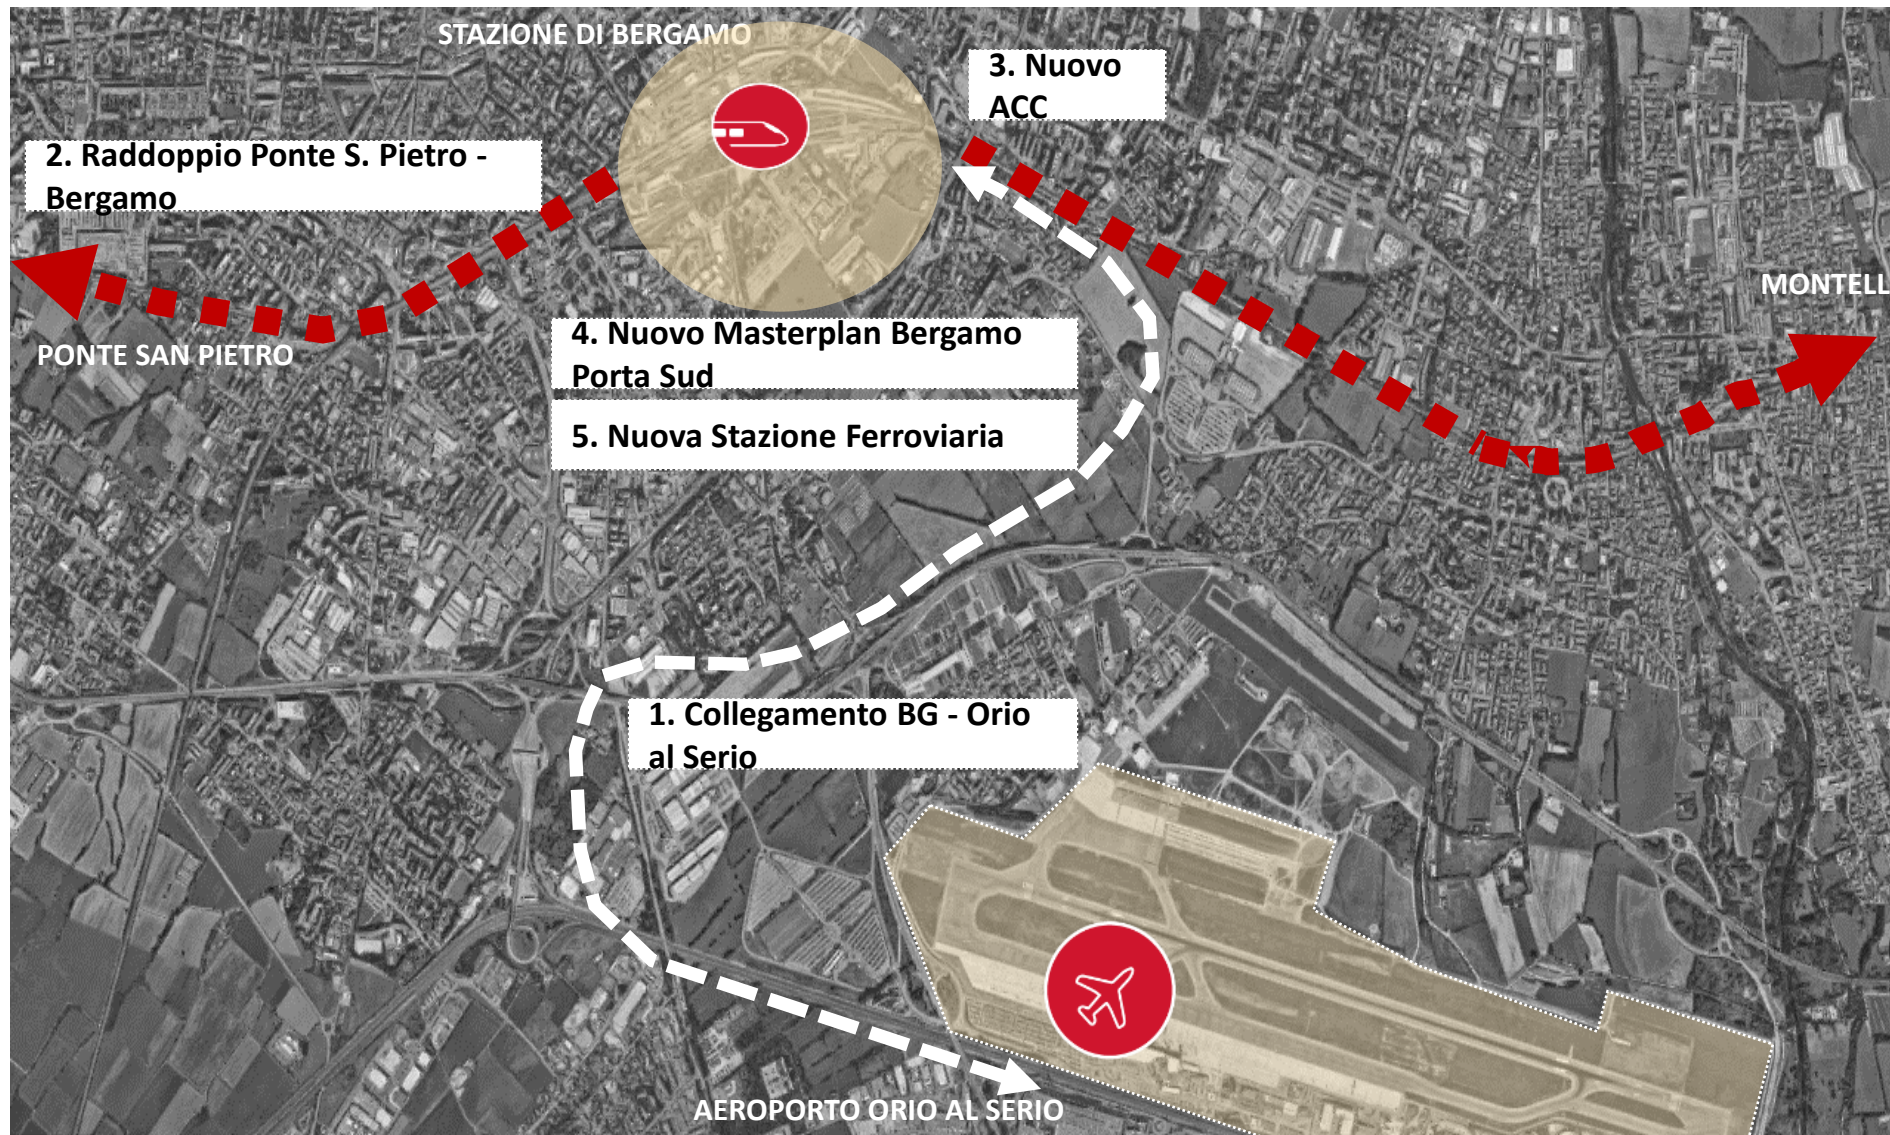 STAZIONE DI BERGAMO
3. Nuovo
ACC
2. Raddoppio Ponte S. Pietro -
Bergamo
MONTELL
PONTE SAN PIETRO
4. Nuovo Masterplan Bergamo
Porta Sud
5. Nuova Stazione Ferroviaria
1. Collegamento BG - Orio
al Serio
AEROPORTO ORIO AL SERIO